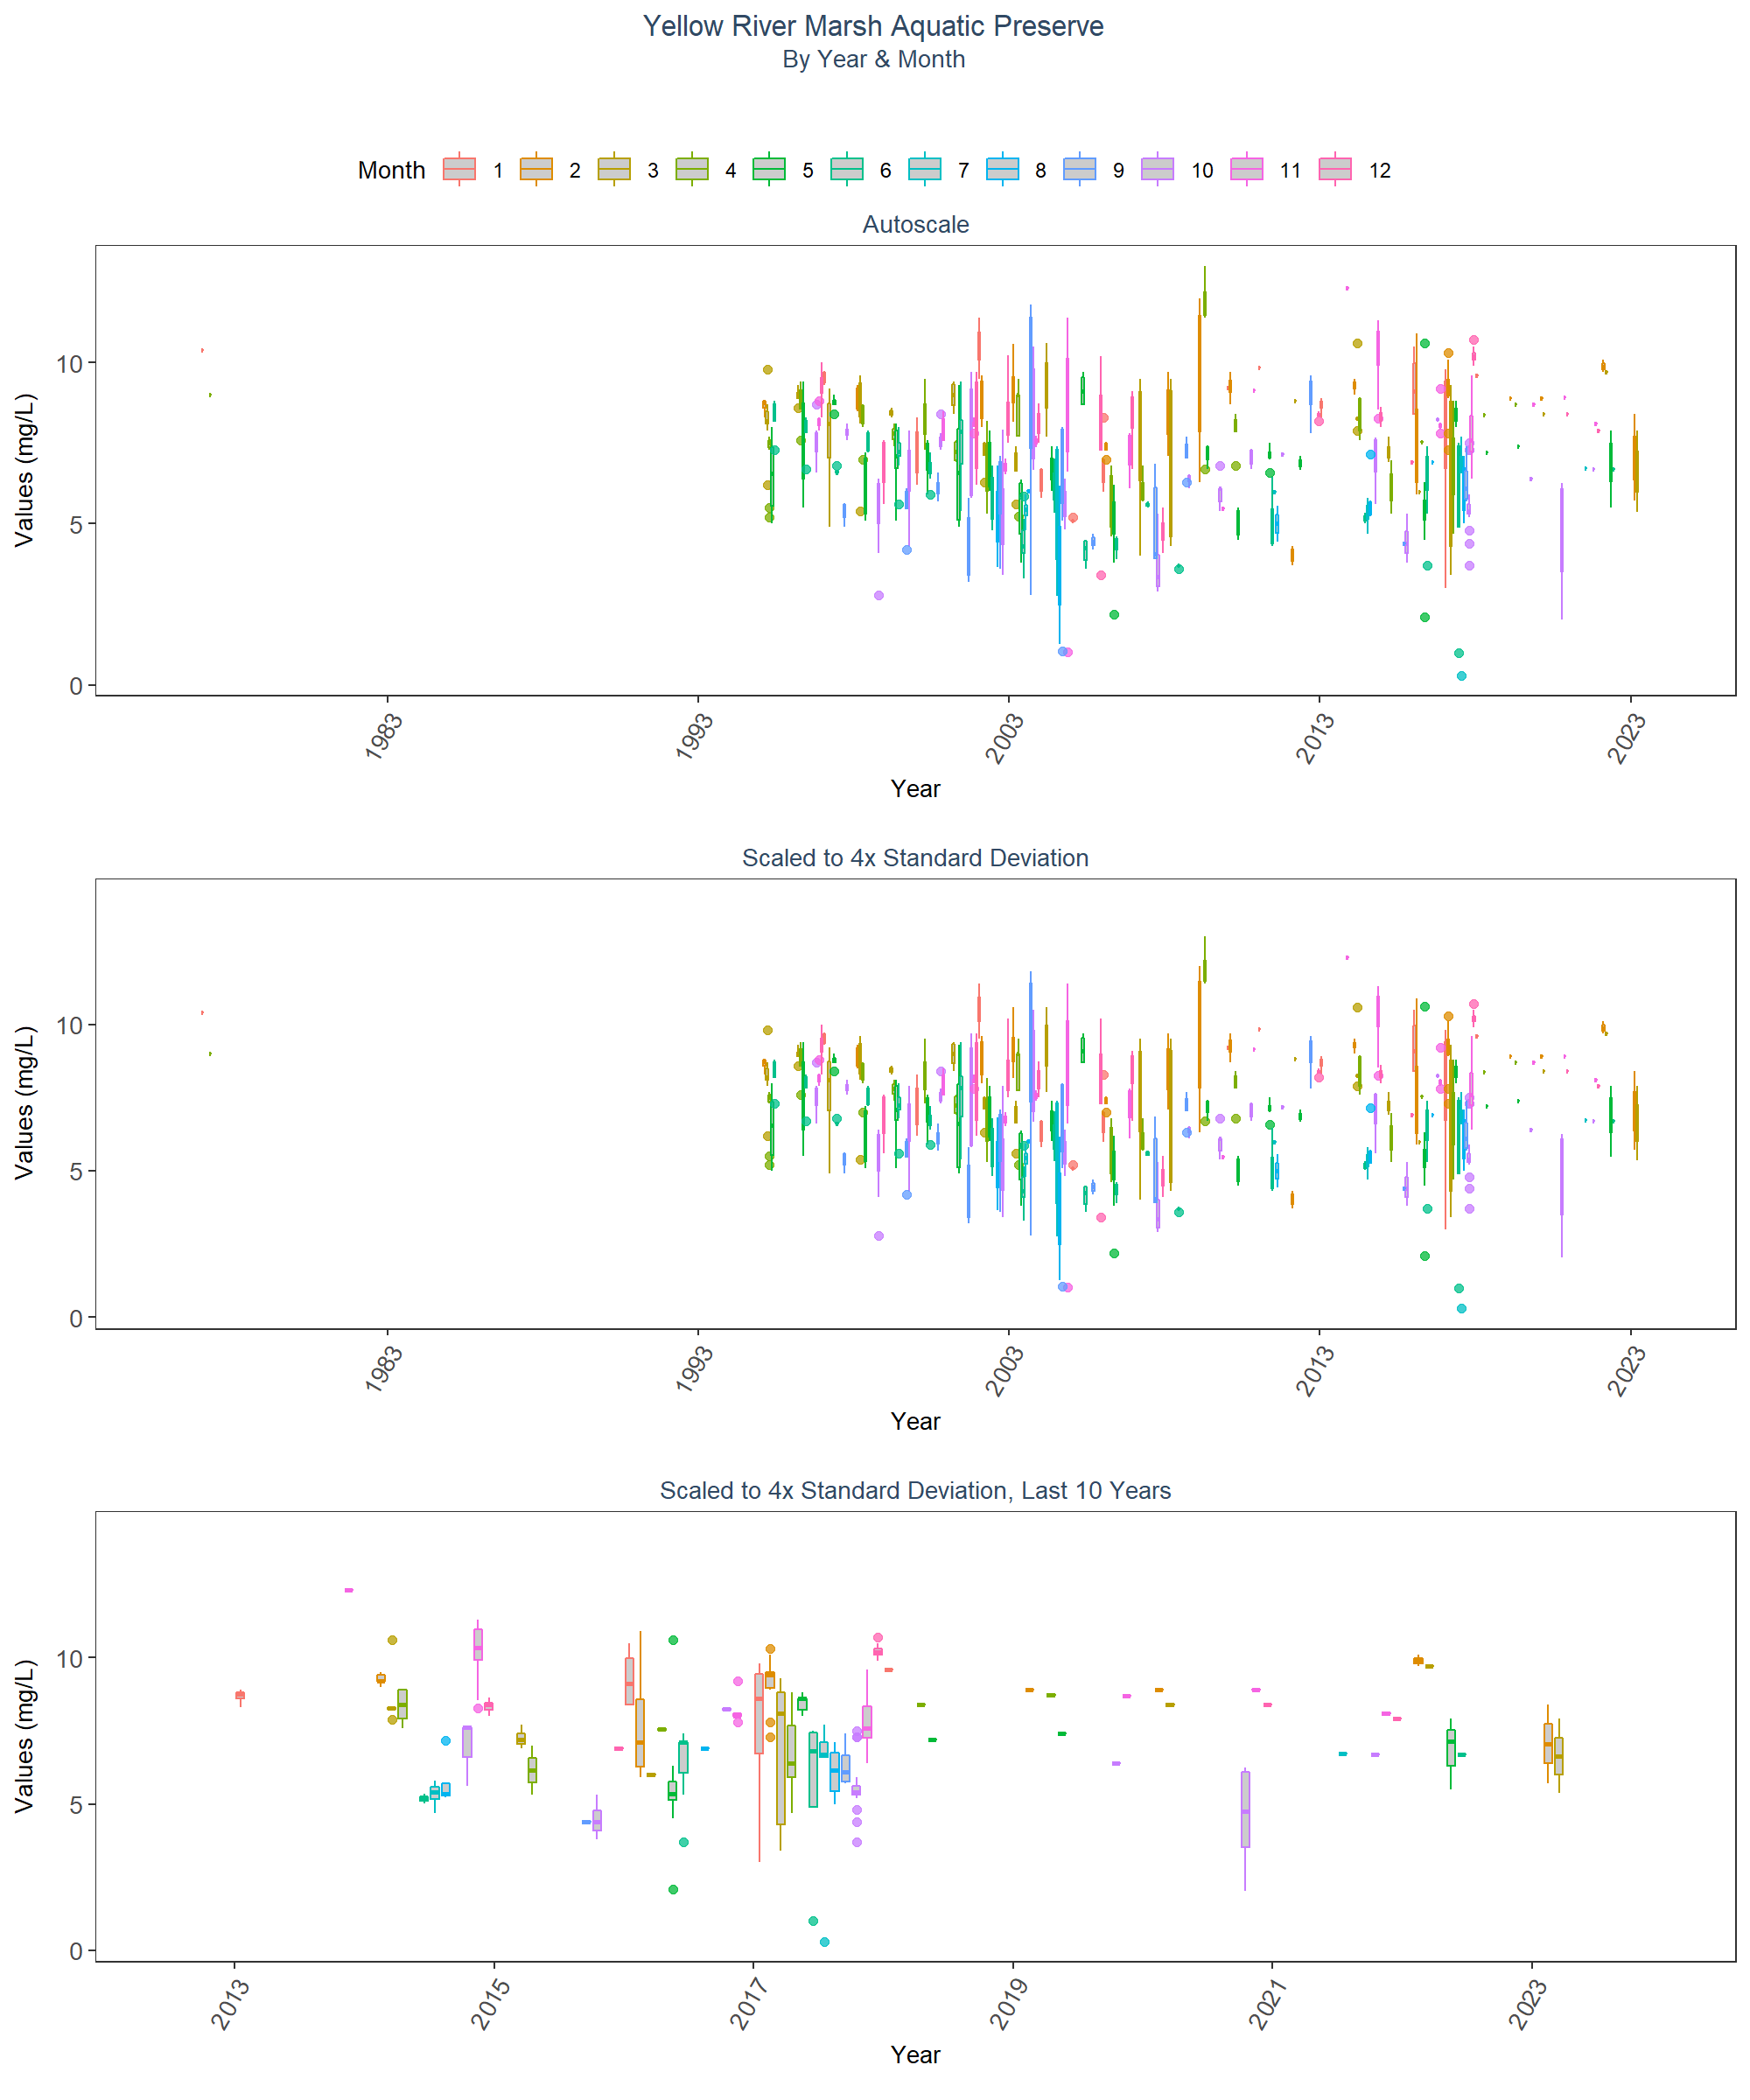 Yellow River Marsh Aquatic Preserve
By Year & Month
Month 1 2 3 4 5 6 7 8 9 10 11 12
Autoscale
Values (mg/L)
10
5
0
1983 1993 2003 2013 2023
Year
Scaled to 4x Standard Deviation
Values (mg/L)
10
5
0
1983 1993 2003 2013 2023
Year
Scaled to 4x Standard Deviation, Last 10 Years
Values (mg/L)
10
5
0
2013 2015 2017 2019 2021 2023
Year